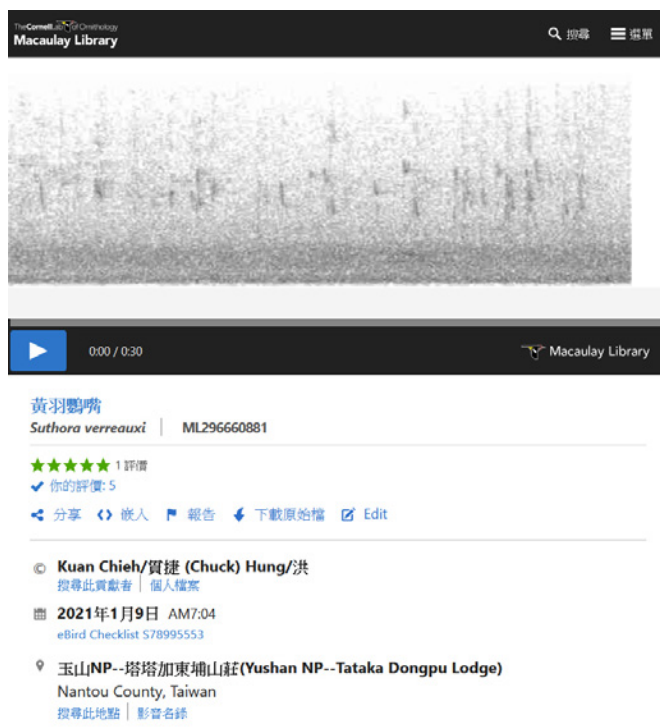 TheCornellLab of Ornithology
Macaulay Library
搜尋 選單
0:00 / 0:30
Macaulay Library
黃羽鸚嘴
Suthora verreauxi ML296660881
1 評價
你的評價: 5
分享 嵌入 報告 下載原始檔 Edit
© Kuan Chieh/貿捷 (Chuck) Hung/洪
搜尋此貢獻者 個人檔案
2021年1月9日 AM7:04
eBird Checklist S78995553
玉山NP--塔塔加東埔山莊(Yushan NP--Tataka Dongpu Lodge)
Nantou County, Taiwan
搜尋此地點 影音名錄